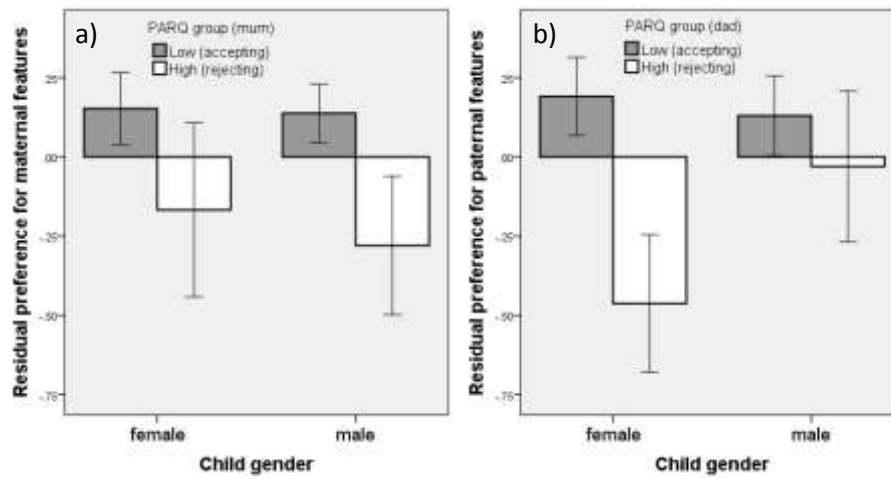 a)
PARQ group (mum)
Low (accepting)
High (rejecting)
Residual preference for maternal features
.25
.00
-.25
-.50
-.75
female
male
Child gender
b)
PARQ group (dad)
Low (accepting)
High (rejecting)
Residual preference for paternal features
.25
.00
-.25
-.50
-.75
female
male
Child gender